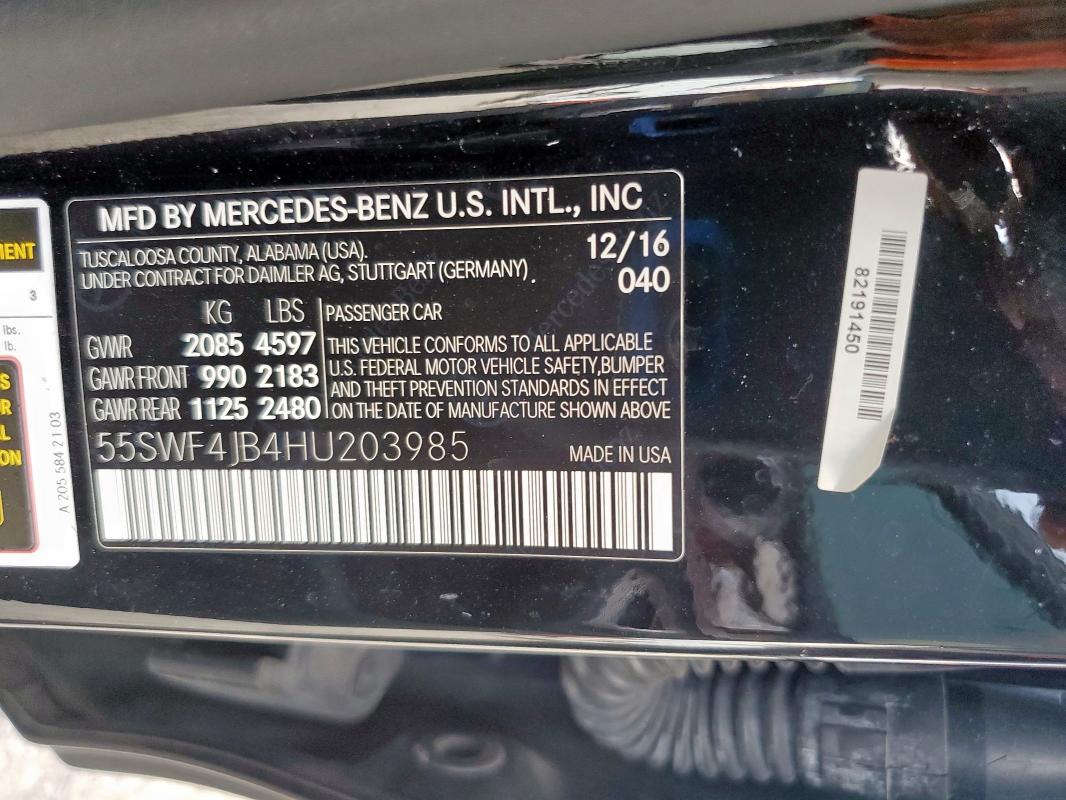 MFD BY MERCEDES-BENZ U.S. INTL., INC
TUSCALOOSA COUNTY, ALABAMA (USA).
UNDER CONTRACT FOR DAIMLER AG, STUTTGART (GERMANY).
12/16
040
KG LBS
GVWR 2085 4597
GAWR FRONT 990 2183
GAWR REAR 1125 2480
PASSENGER CAR
THIS VEHICLE CONFORMS TO ALL APPLICABLE
U.S. FEDERAL MOTOR VEHICLE SAFETY,BUMPER
AND THEFT PREVENTION STANDARDS IN EFFECT
ON THE DATE OF MANUFACTURE SHOWN ABOVE
55SWF4JB4HU203985
MADE IN USA
82191450
3
lbs.
lb.
A 205 584 21 03